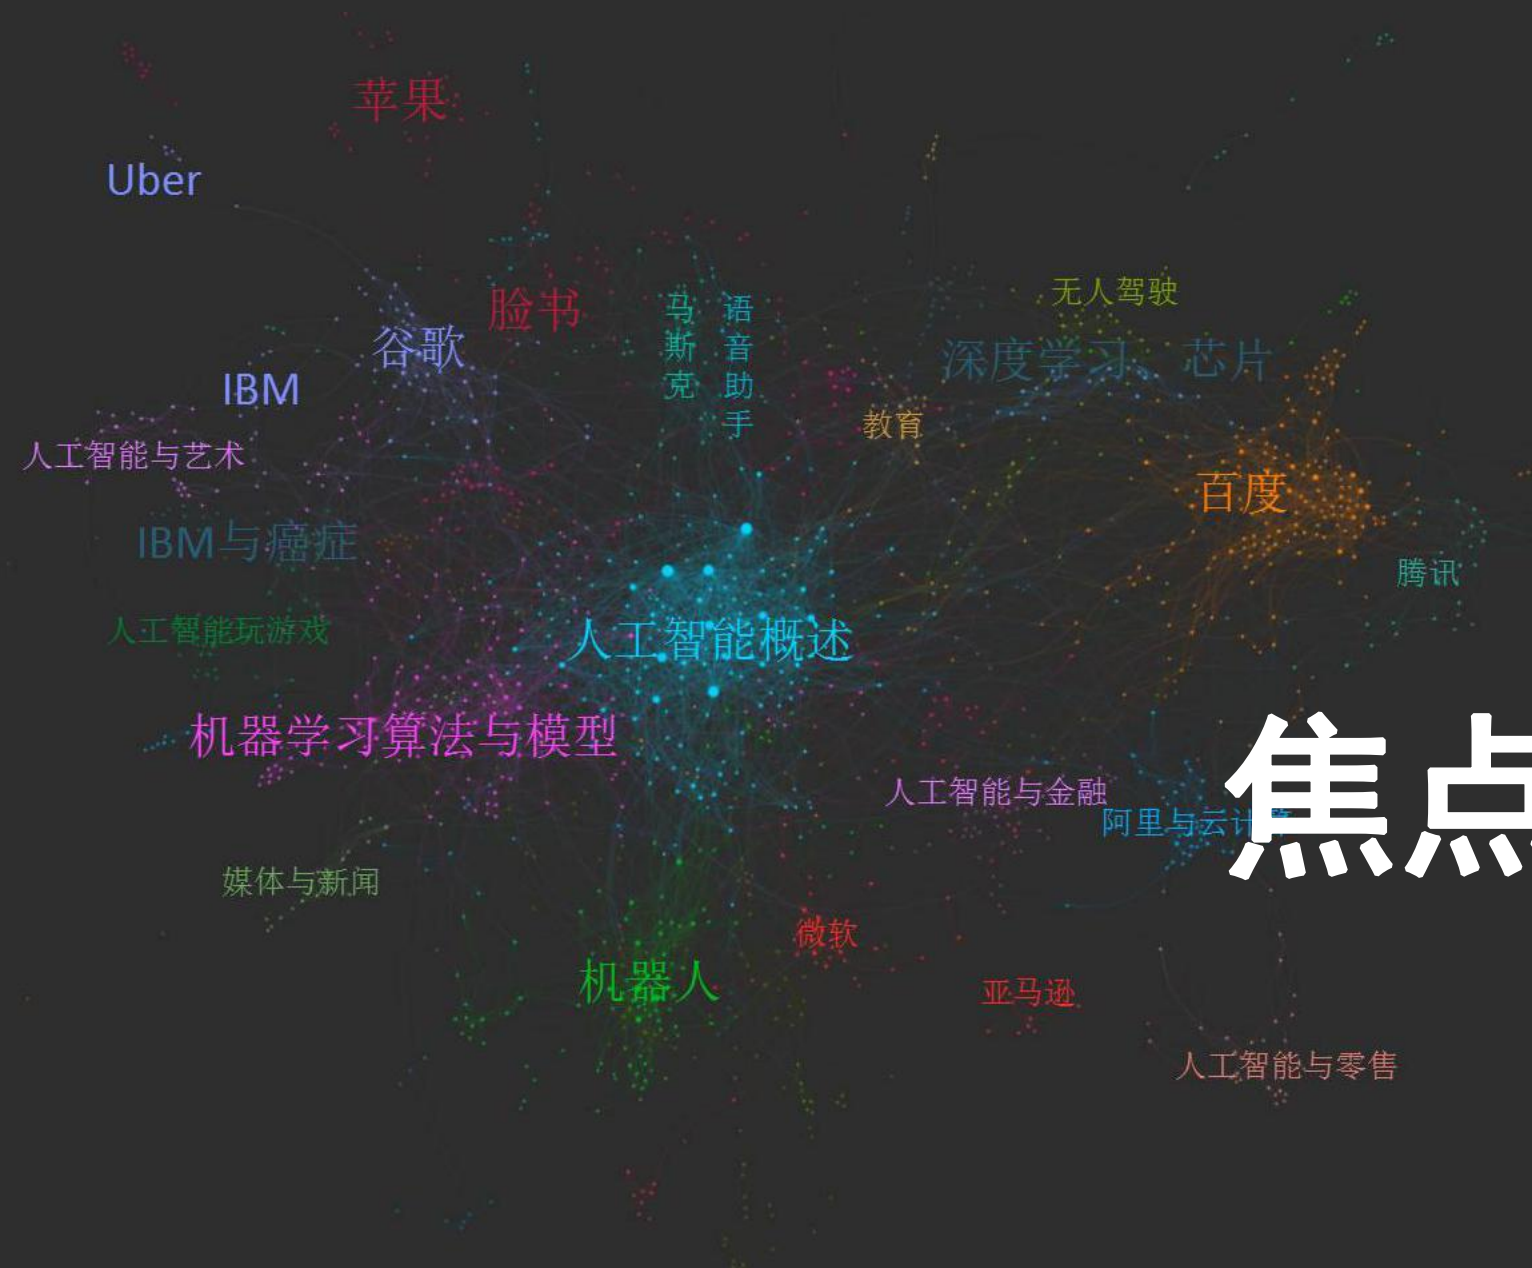 苹果
Uber
无人驾驶
脸书
马斯克
语音助手
谷歌
深度学习、芯片
IBM
教育
人工智能与艺术
百度
IBM与癌症
腾讯
人工智能玩游戏
人工智能概述
机器学习算法与模型
人工智能与金融
阿里与云计算
焦点
媒体与新闻
微软
机器人
亚马逊
人工智能与零售